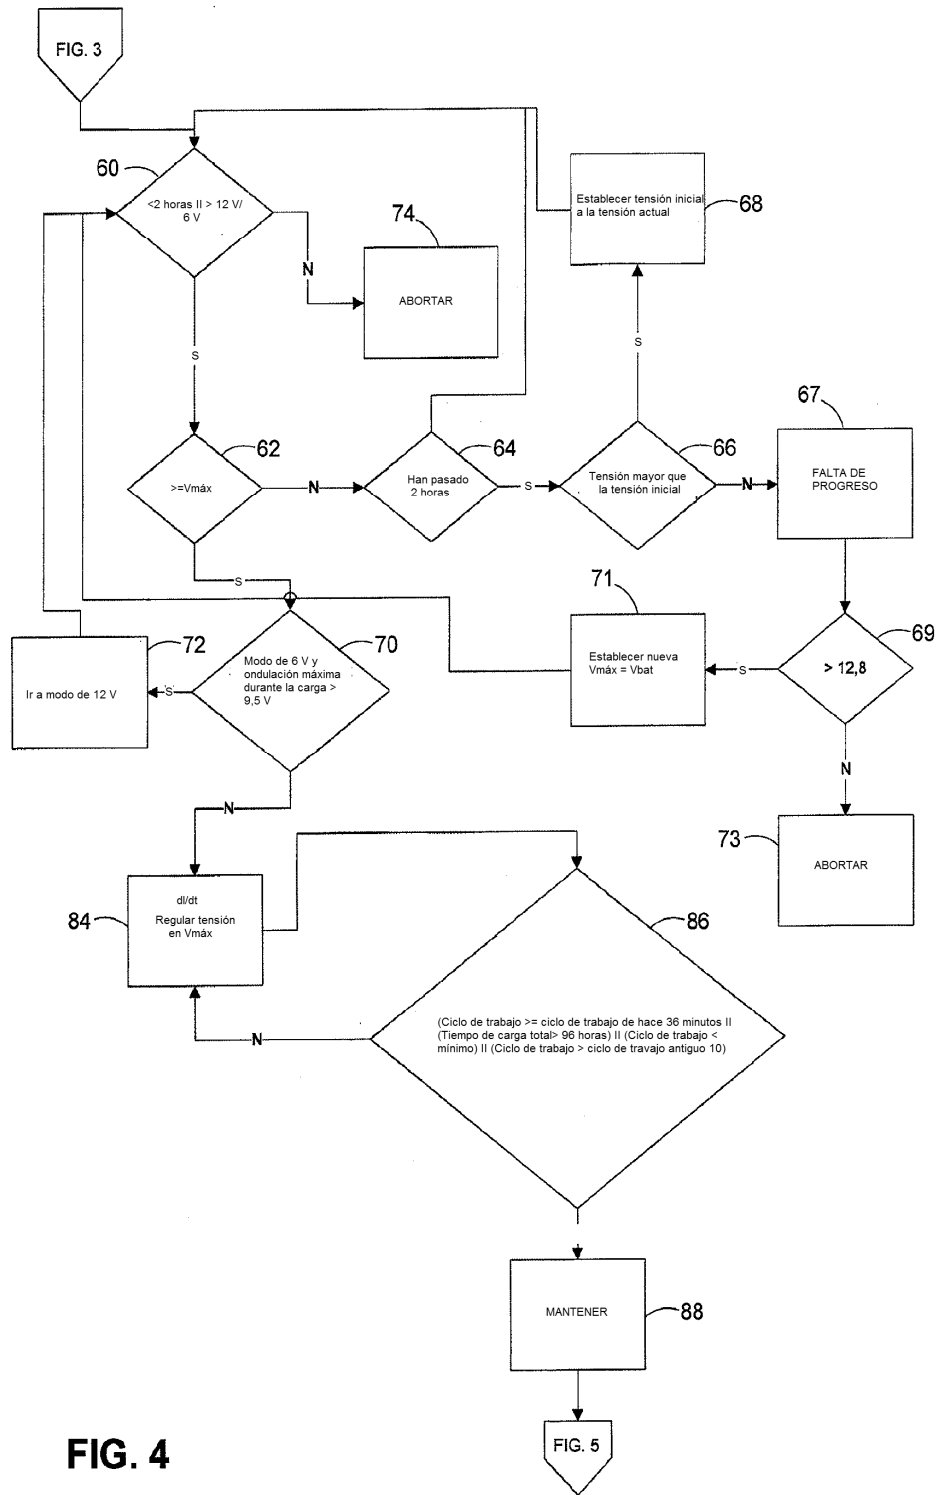 FIG. 3
60
<2 horas II > 12 V/
6 V
74
N
ABORTAR
Establecer tensión inicial
a la tensión actual
68
S
S
62
>=Vmáx
N
64
Han pasado
2 horas
S
66
Tensión mayor que
la tensión inicial
N
67
FALTA DE
PROGRESO
S
71
Establecer nueva
Vmáx = Vbat
S
69
> 12,8
72
Ir a modo de 12 V
S
70
Modo de 6 V y
ondulación máxima
durante la carga >
9,5 V
N
N
73
ABORTAR
84
dI/dt
Regular tensión
en Vmáx
86
N
(Ciclo de trabajo >= ciclo de trabajo de hace 36 minutos II
(Tiempo de carga total> 96 horas) II (Ciclo de trabajo <
mínimo) II (Ciclo de trabajo > ciclo de travajo antiguo 10)
MANTENER
88
FIG. 5
FIG. 4